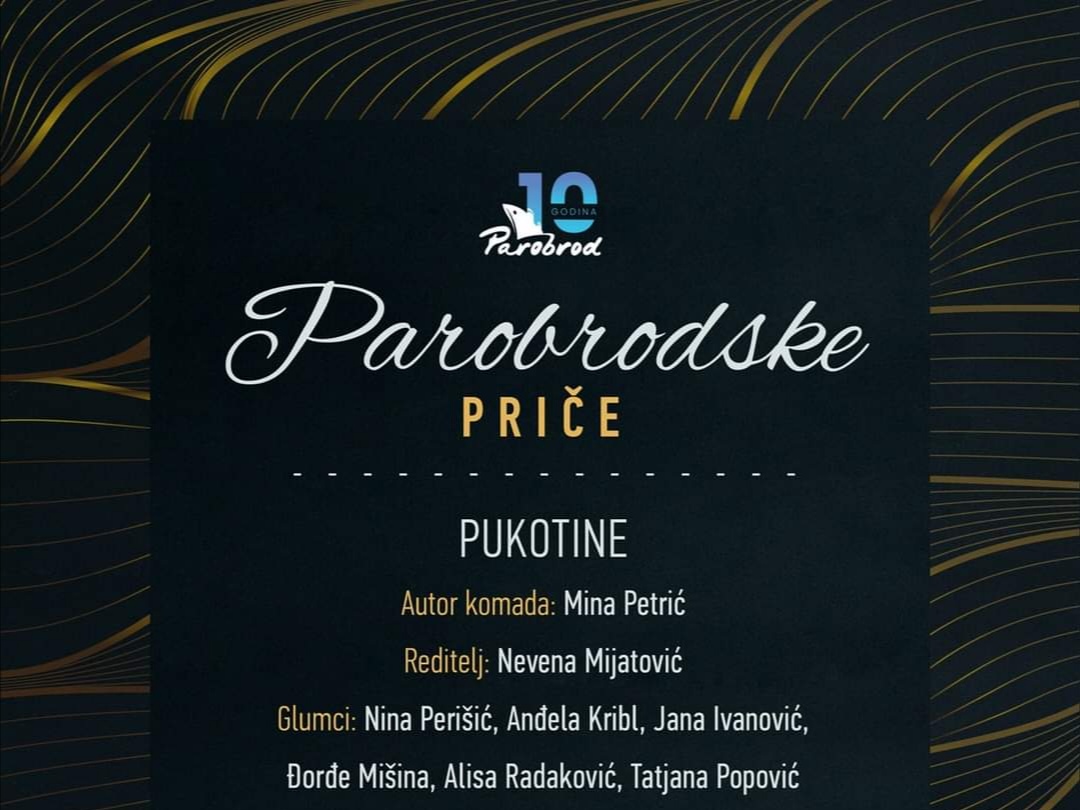 10
GODINA
Parobrod
Parobrodske
PRIČE
- - - - - - - - - - - - - - -
PUKOTINE
Autor komada: Mina Petrić
Reditelj: Nevena Mijatović
Glumci: Nina Perišić, Anđela Kribl, Jana Ivanović,
Đorđe Mišina, Alisa Radaković, Tatjana Popović